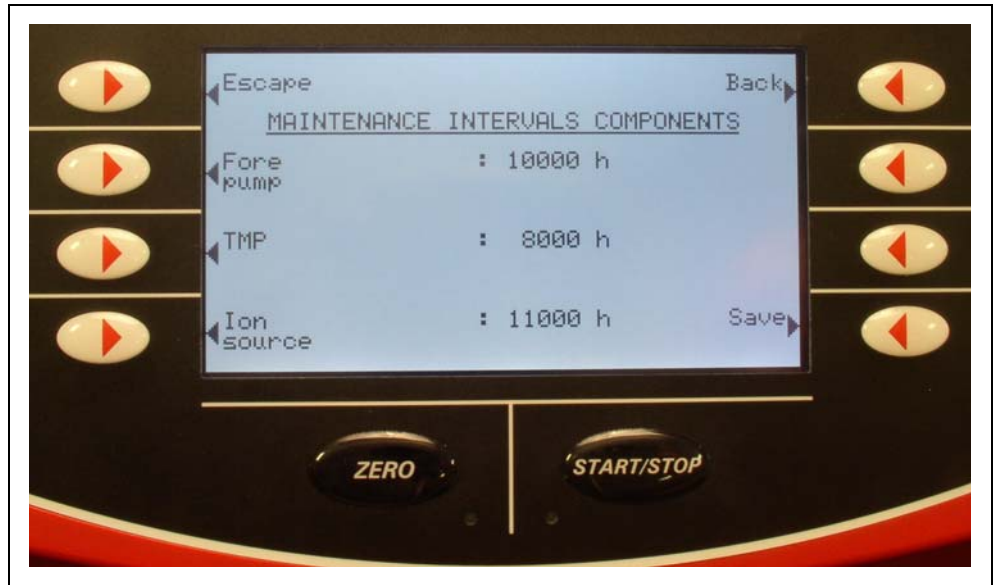 Escape Back
MAINTENANCE INTERVALS COMPONENTS
Fore
pump : 10000 h
TMP : 8000 h
Ion
source : 11000 h Save
ZERO START/STOP